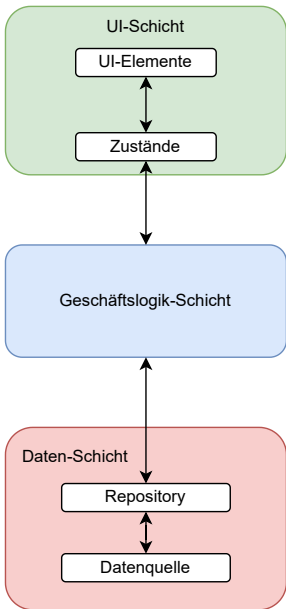 UI-Schicht
UI-Elemente
Zustände
Geschäftslogik-Schicht
Daten-Schicht
Repository
Datenquelle